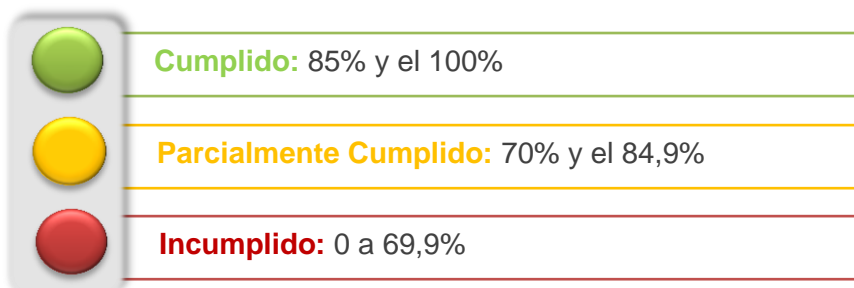 Cumplido: 85% y el 100%
Parcialmente Cumplido: 70% y el 84,9%
Incumplido: 0 a 69,9%